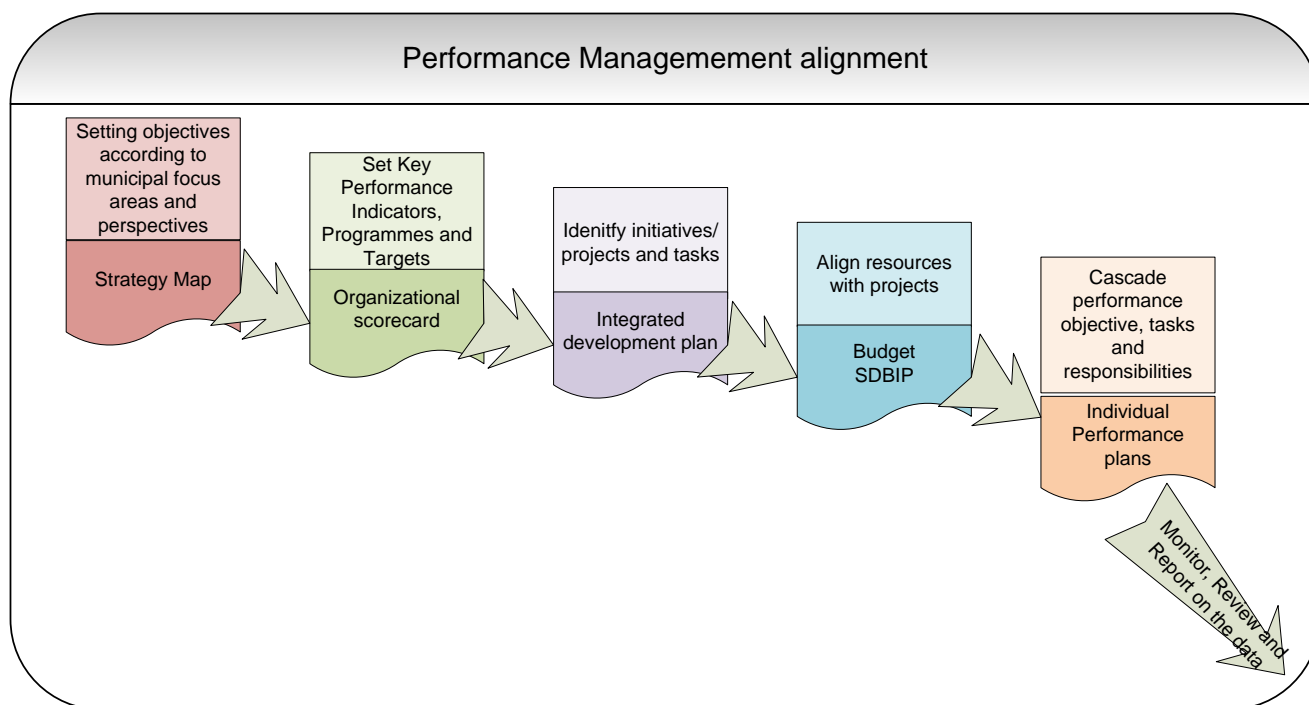 Performance Managemement alignment
Setting objectives
according to
municipal focus
areas and
perspectives
Strategy Map
Set Key
Performance
Indicators,
Programmes and
Targets
Organizational
scorecard
Idenitfy initiatives/
projects and tasks
Integrated
development plan
Align resources
with projects
Budget
SDBIP
Cascade
performance
objective, tasks
and
responsibilities
Individual
Performance
plans
Monitor, Review and
Report on the data